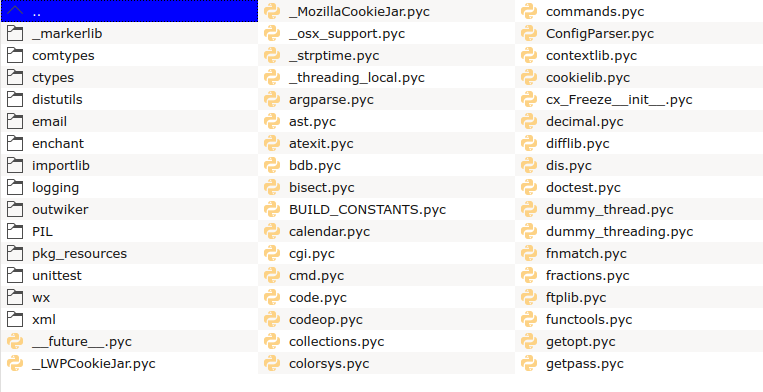 ..
_markerlib
comtypes
ctypes
distutils
email
enchant
importlib
logging
outwiker
PIL
pkg_resources
unittest
wx
xml
__future__.pyc
_LWPCookieJar.pyc
_MozillaCookieJar.pyc
_osx_support.pyc
_strptime.pyc
_threading_local.pyc
argparse.pyc
ast.pyc
atexit.pyc
bdb.pyc
bisect.pyc
BUILD_CONSTANTS.pyc
calendar.pyc
cgi.pyc
cmd.pyc
code.pyc
codeop.pyc
collections.pyc
colorsys.pyc
commands.pyc
ConfigParser.pyc
contextlib.pyc
cookielib.pyc
cx_Freeze__init__.pyc
decimal.pyc
difflib.pyc
dis.pyc
doctest.pyc
dummy_thread.pyc
dummy_threading.pyc
fnmatch.pyc
fractions.pyc
ftplib.pyc
functools.pyc
getopt.pyc
getpass.pyc